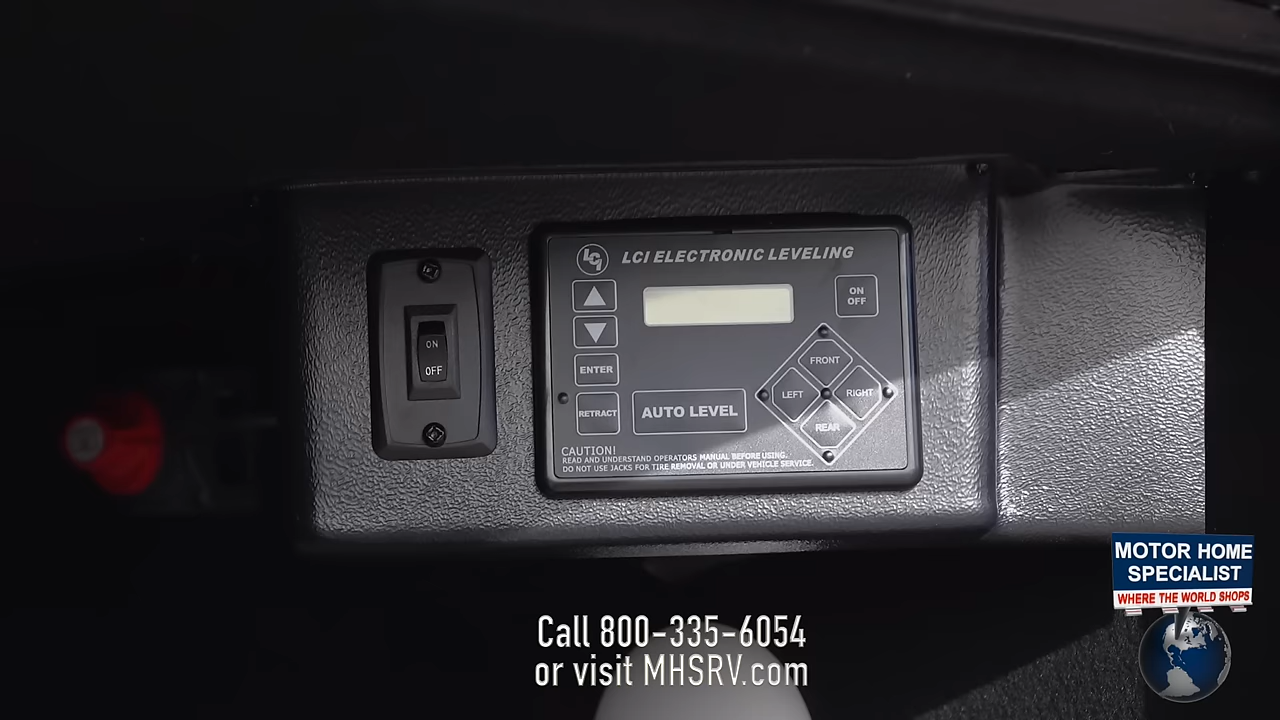 LCI ELECTRONIC LEVELING
LCI
ON
OFF
ON
OFF
ENTER
RETRACT
AUTO LEVEL
FRONT
LEFT
RIGHT
REAR
CAUTION!
READ AND UNDERSTAND OPERATORS MANUAL BEFORE USING.
DO NOT USE JACKS FOR TIRE REMOVAL OR UNDER VEHICLE SERVICE.
MOTOR HOME
SPECIALIST
WHERE THE WORLD SHOPS
Call 800-335-6054
or visit MHSRV.com